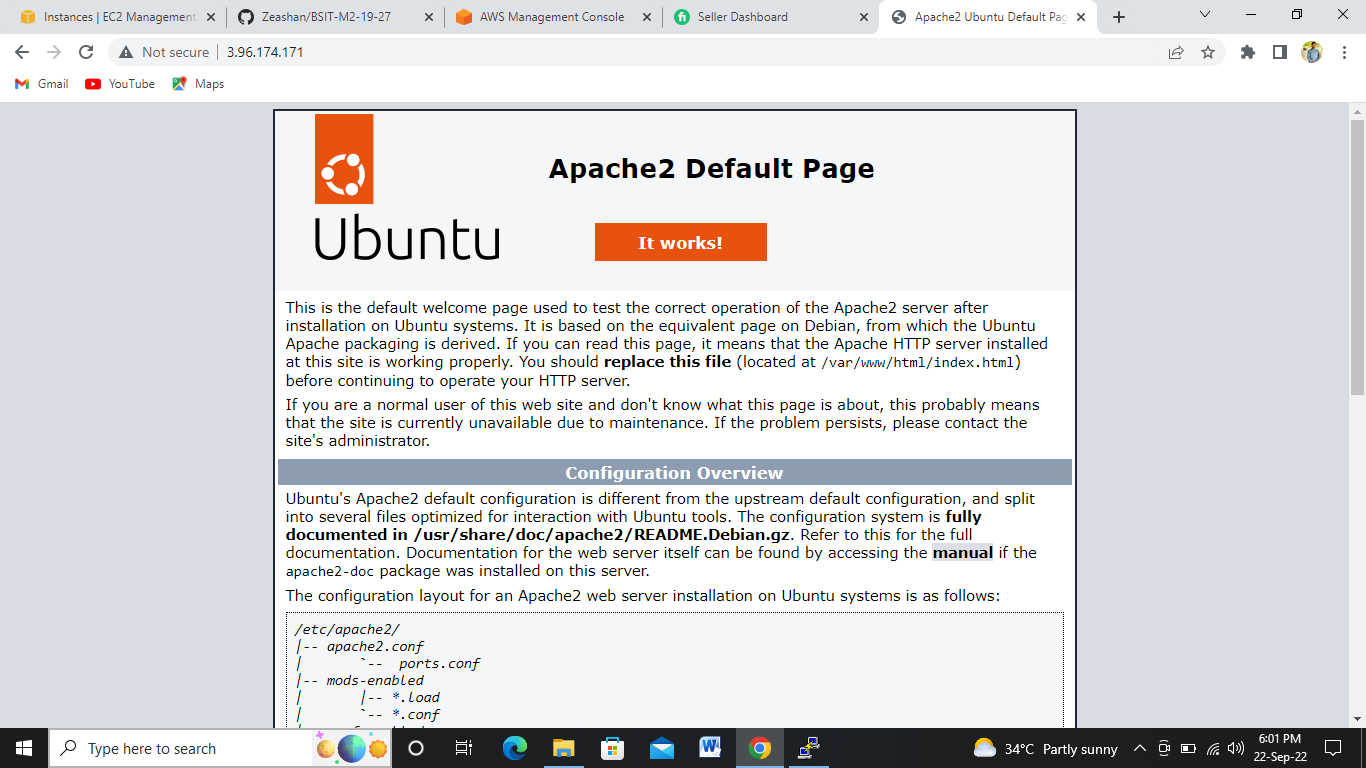 Instances | EC2 Management
Zeashan/BSIT-M2-19-27
AWS Management Console
Seller Dashboard
Apache2 Ubuntu Default Pag
Not secure
3.96.174.171
Gmail
YouTube
Maps
Ubuntu
Apache2 Default Page
It works!
This is the default welcome page used to test the correct operation of the Apache2 server after
installation on Ubuntu systems. It is based on the equivalent page on Debian, from which the Ubuntu
Apache packaging is derived. If you can read this page, it means that the Apache HTTP server installed
at this site is working properly. You should replace this file (located at /var/www/html/index.html)
before continuing to operate your HTTP server.
If you are a normal user of this web site and don't know what this page is about, this probably means
that the site is currently unavailable due to maintenance. If the problem persists, please contact the
site's administrator.
Configuration Overview
Ubuntu's Apache2 default configuration is different from the upstream default configuration, and split
into several files optimized for interaction with Ubuntu tools. The configuration system is fully
documented in /usr/share/doc/apache2/README.Debian.gz. Refer to this for the full
documentation. Documentation for the web server itself can be found by accessing the manual if the
apache2-doc package was installed on this server.
The configuration layout for an Apache2 web server installation on Ubuntu systems is as follows:
/etc/apache2/
|-- apache2.conf
|       `--  ports.conf
|-- mods-enabled
|       |-- *.load
|       `-- *.conf
Type here to search
34°C Partly sunny
6:01 PM
22-Sep-22